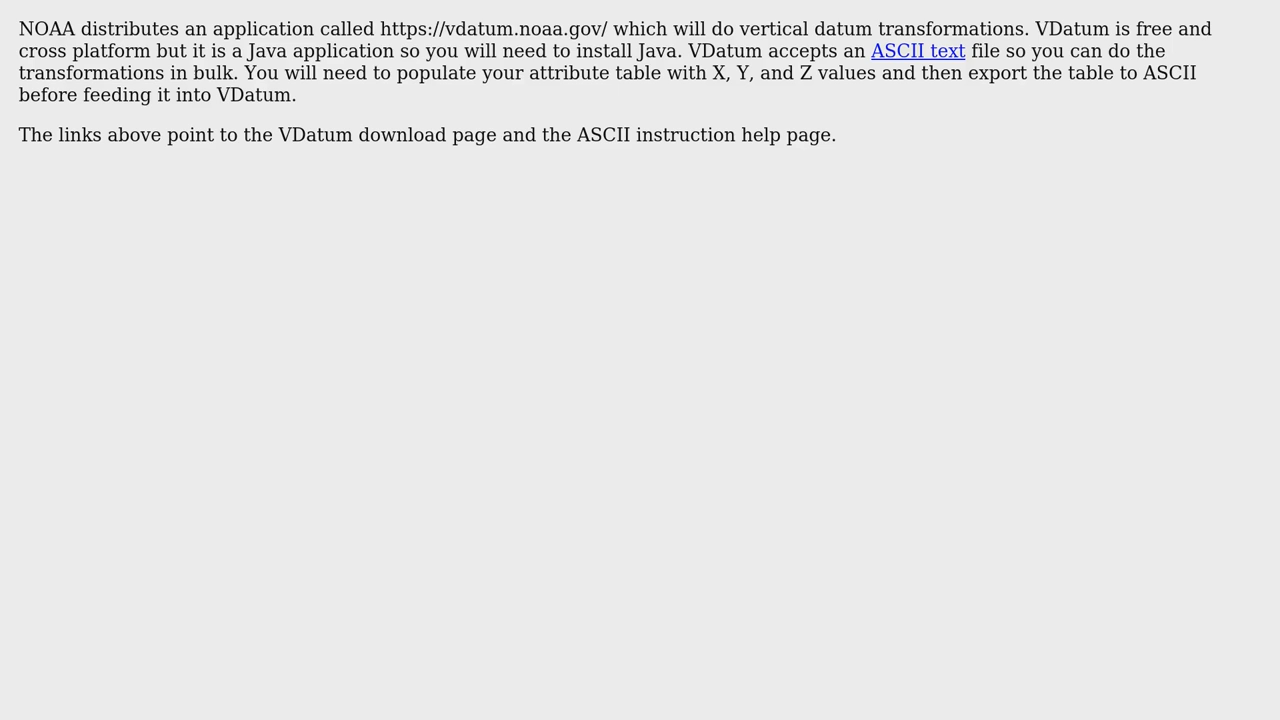 NOAA distributes an application called https://vdatum.noaa.gov/ which will do vertical datum transformations. VDatum is free and
cross platform but it is a Java application so you will need to install Java. VDatum accepts an ASCII text file so you can do the
transformations in bulk. You will need to populate your attribute table with X, Y, and Z values and then export the table to ASCII
before feeding it into VDatum.
The links above point to the VDatum download page and the ASCII instruction help page.